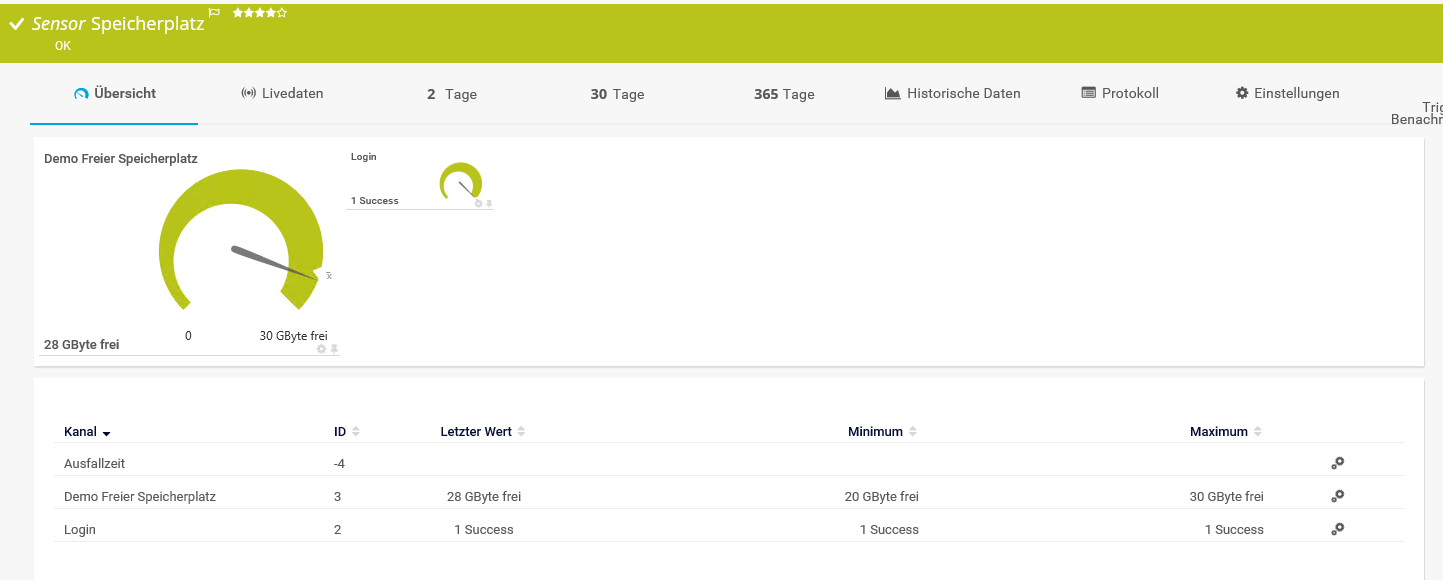 Sensor Speicherplatz
OK
Übersicht
Livedaten
2 Tage
30 Tage
365 Tage
Historische Daten
Protokoll
Einstellungen
Trig
Benachr
Demo Freier Speicherplatz
x̅
0
30 GByte frei
28 GByte frei
Login
1 Success
Kanal ID Letzter Wert Minimum Maximum
Ausfallzeit -4
Demo Freier Speicherplatz 3 28 GByte frei 20 GByte frei 30 GByte frei
Login 2 1 Success 1 Success 1 Success